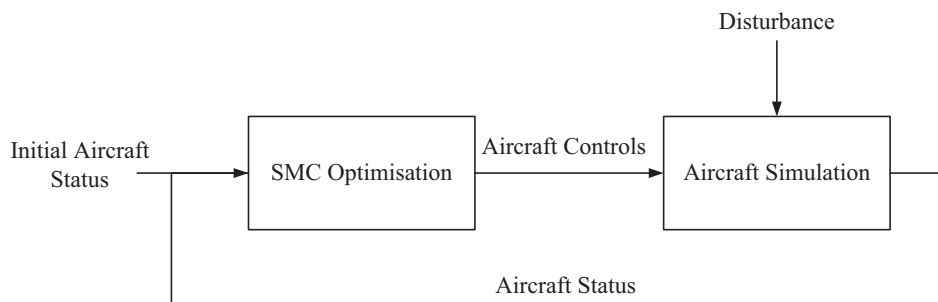 Disturbance
Initial Aircraft
Status
SMC Optimisation
Aircraft Controls
Aircraft Simulation
Aircraft Status